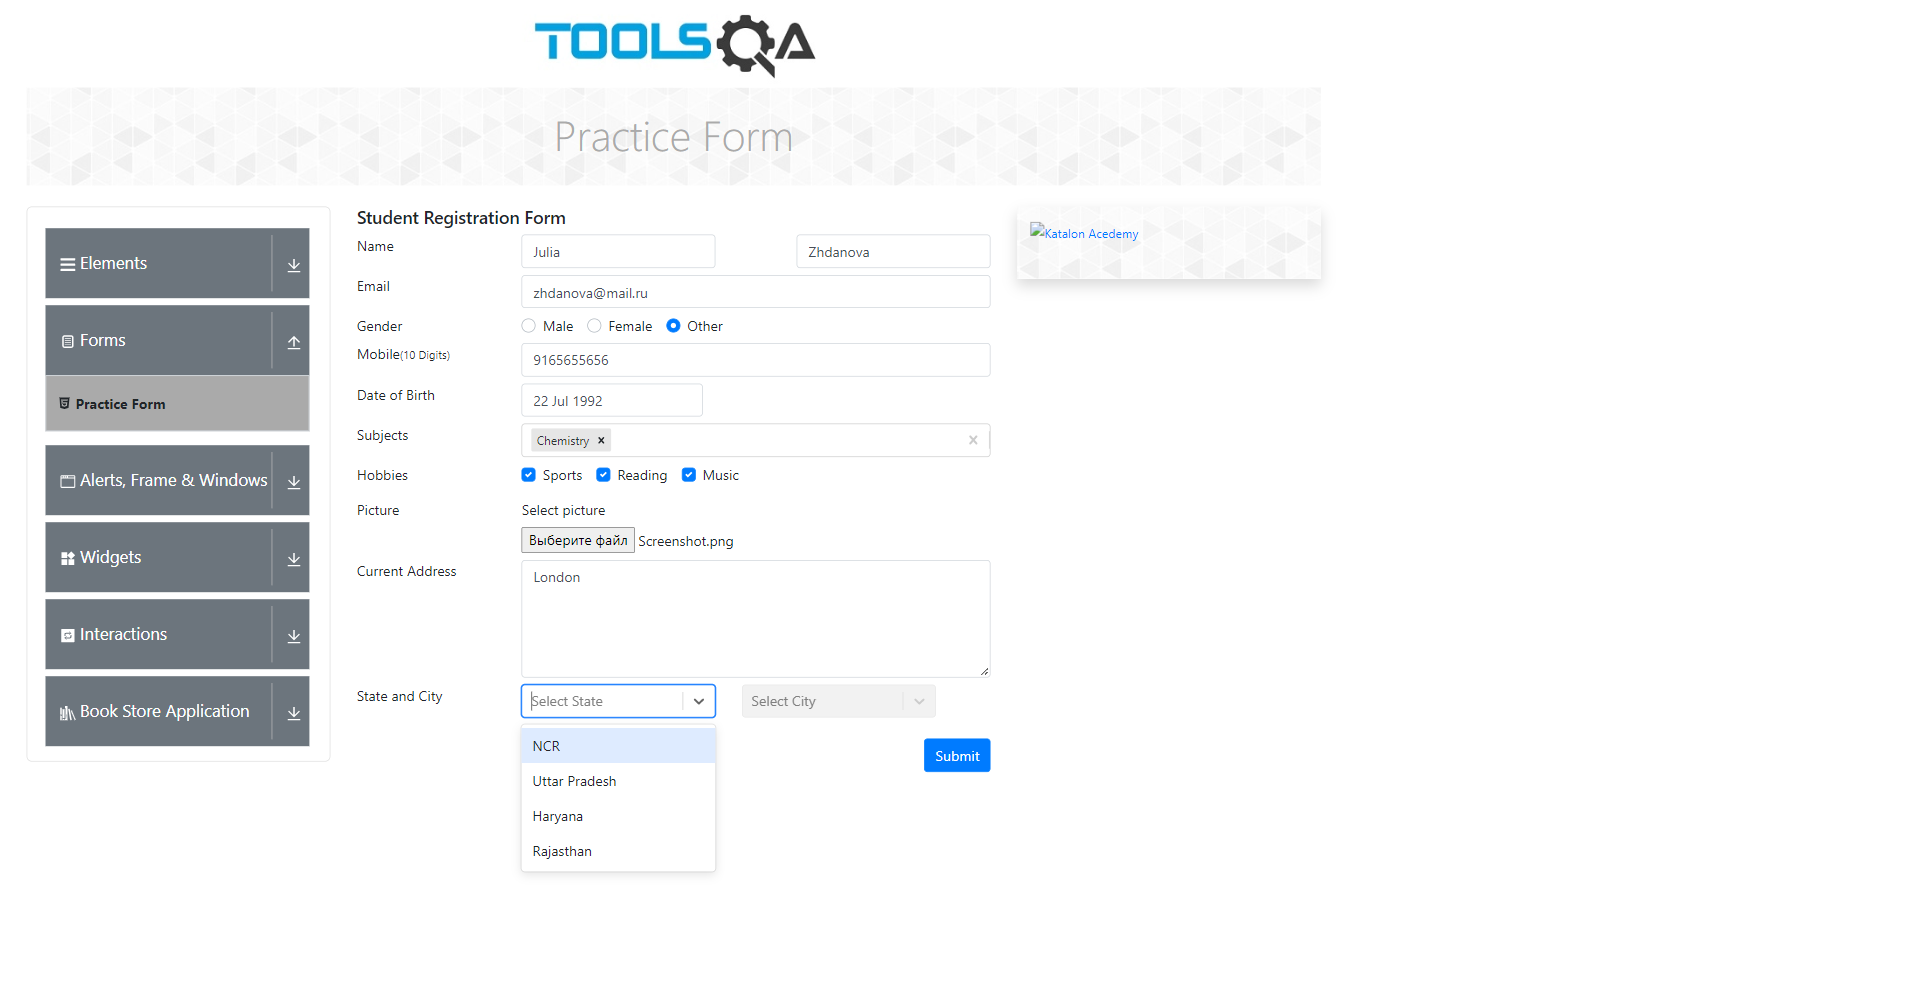 TOOLSQA
Practice Form
Elements
Forms
Practice Form
Alerts, Frame & Windows
Widgets
Interactions
Book Store Application
Student Registration Form
Name Julia Zhdanova
Email zhdanova@mail.ru
Gender Male Female Other
Mobile(10 Digits) 9165655656
Date of Birth 22 Jul 1992
Subjects Chemistry
Hobbies Sports Reading Music
Picture Select picture
Выберите файл Screenshot.png
Current Address London
State and City Select State Select City
NCR
Uttar Pradesh
Haryana
Rajasthan
Submit
Katalon Acedemy